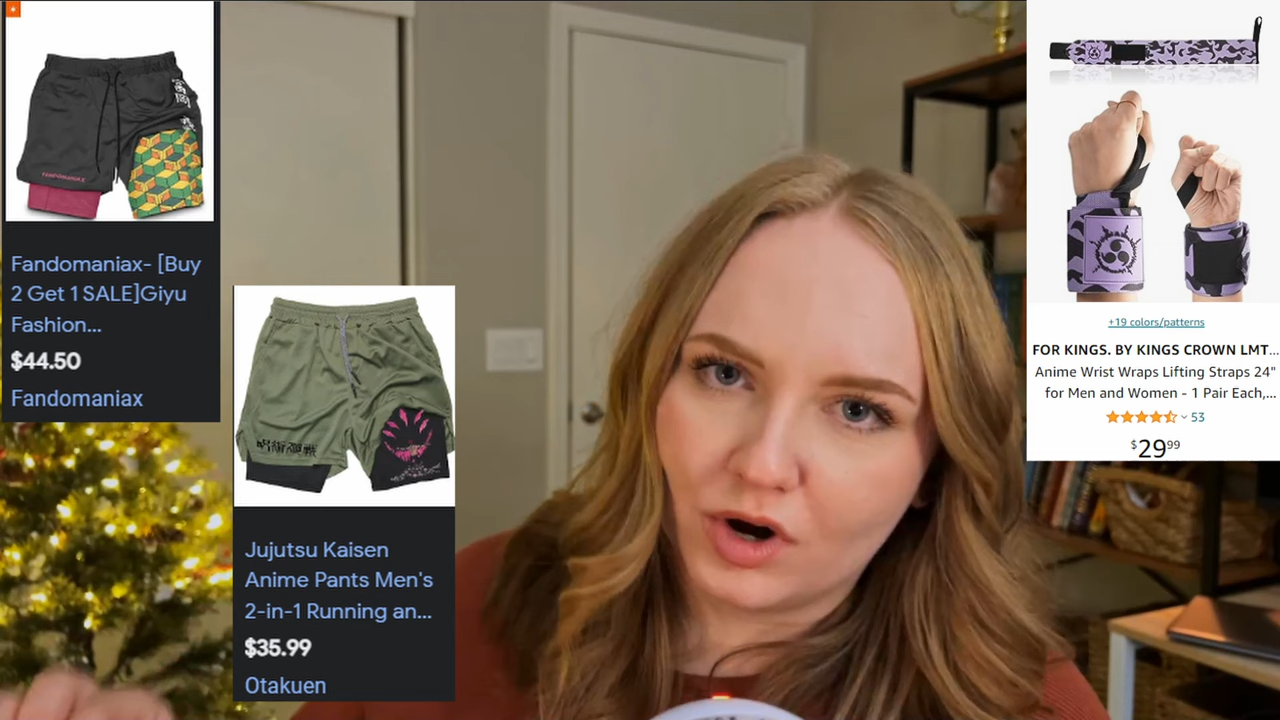 FANDOMANIAX
Fandomaniax- [Buy
2 Get 1 SALE]Giyu
Fashion...
$44.50
Fandomaniax
Jujutsu Kaisen
Anime Pants Men's
2-in-1 Running an...
$35.99
Otakuen
+19 colors/patterns
FOR KINGS. BY KINGS CROWN LMT...
Anime Wrist Wraps Lifting Straps 24"
for Men and Women - 1 Pair Each,...
53
$2999